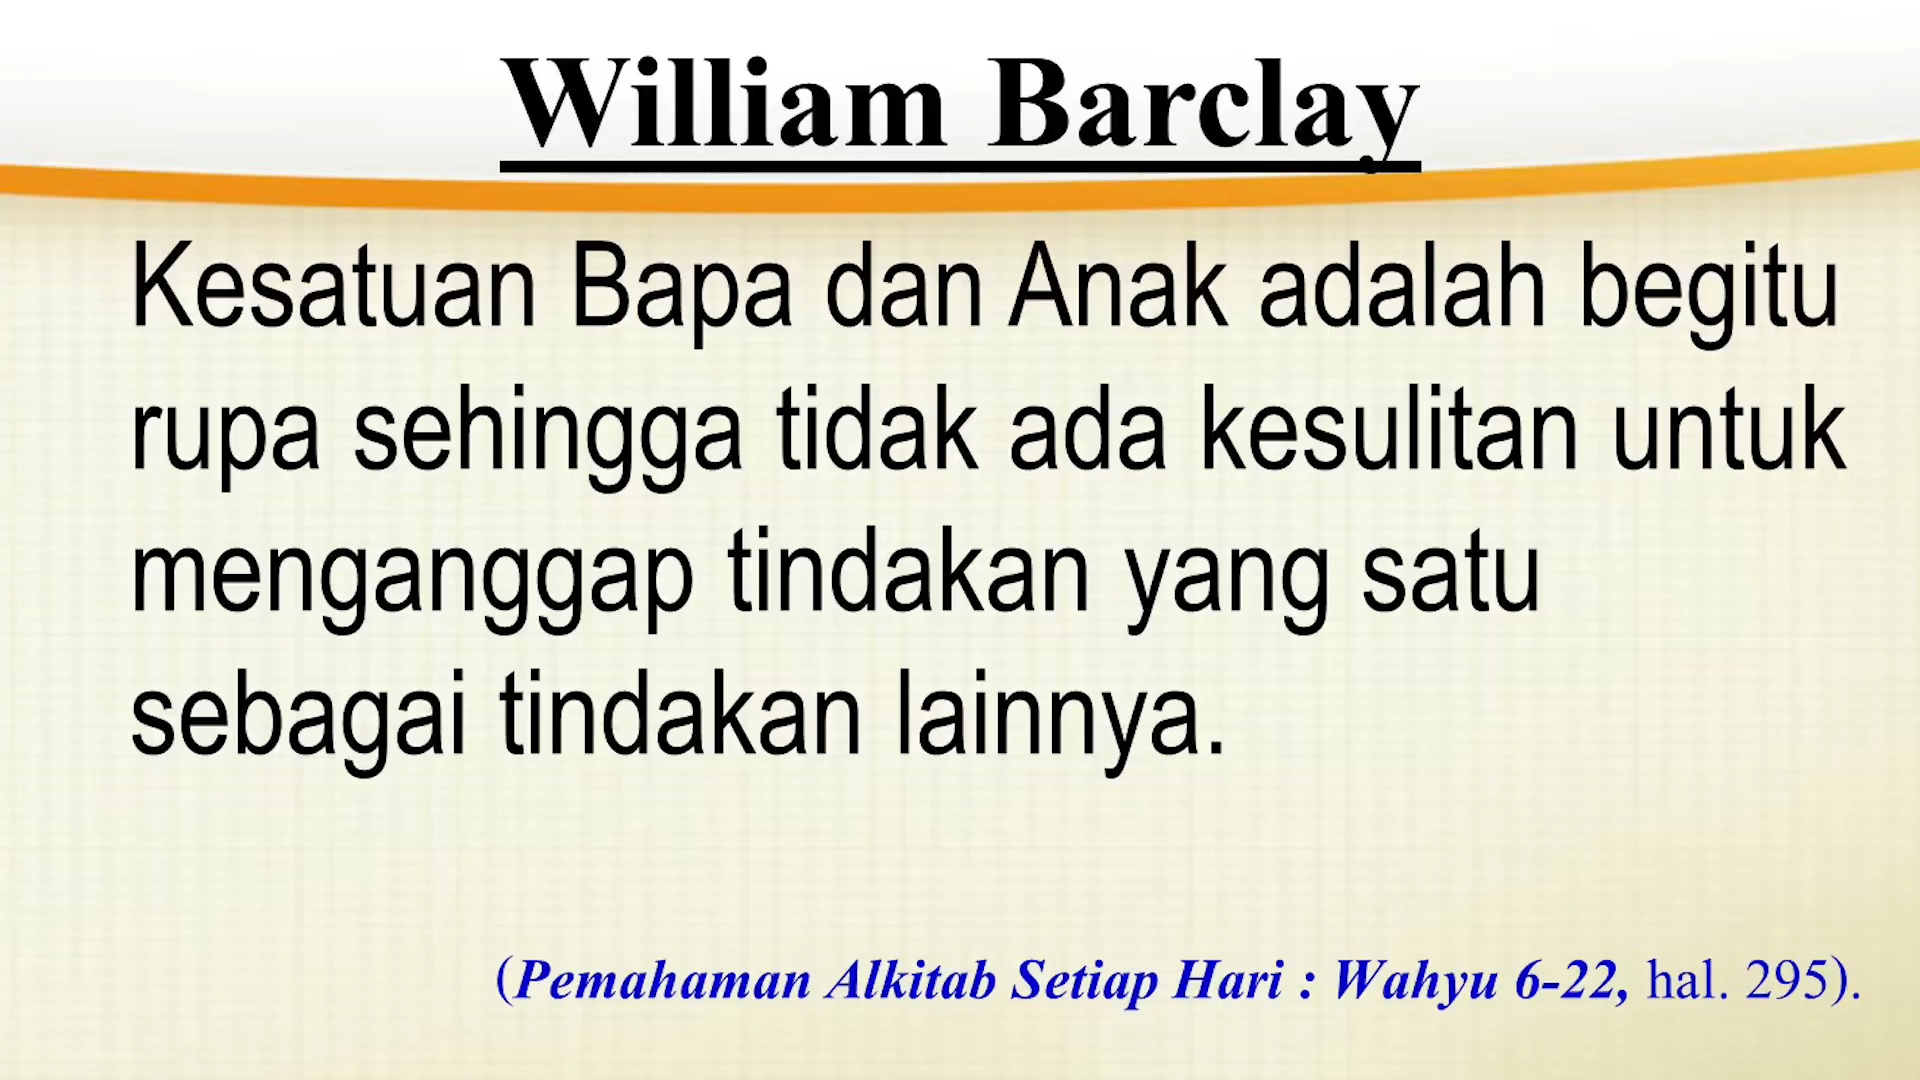 William Barclay
Kesatuan Bapa dan Anak adalah begitu
rupa sehingga tidak ada kesulitan untuk
menganggap tindakan yang satu
sebagai tindakan lainnya.
(Pemahaman Alkitab Setiap Hari : Wahyu 6-22, hal. 295).